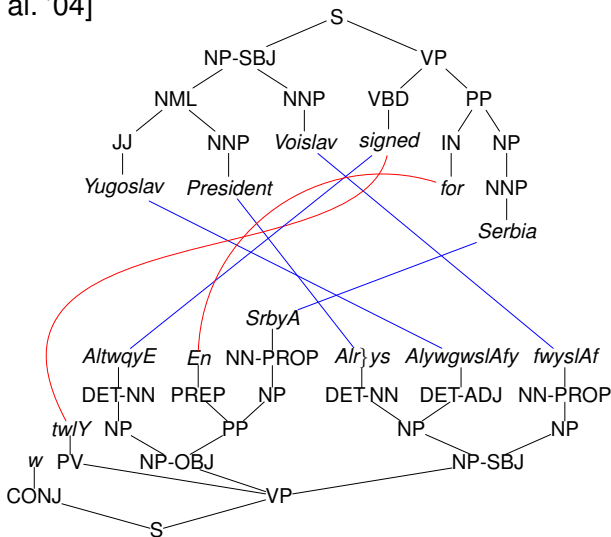 al. '04]
S
NP-SBJ VP
NML NNP VBD PP
JJ NNP Voislav signed IN NP
Yugoslav President for NNP
Serbia
SrbyA
AltwqyE En NN-PROP Alr}ys AlywgwslAfy fwyslAf
DET-NN PREP NP DET-NN DET-ADJ NN-PROP
twlY NP PP NP NP
w PV NP-OBJ NP-SBJ
CONJ VP
S